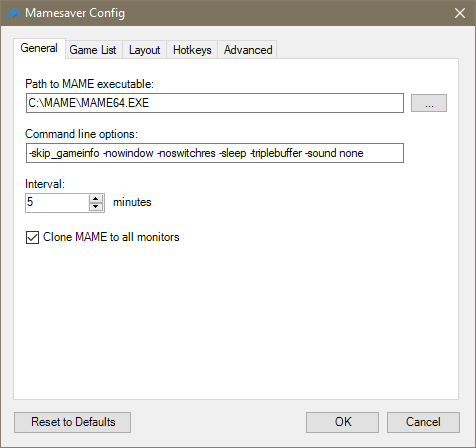 Mamesaver Config
General Game List Layout Hotkeys Advanced
Path to MAME executable:
C:\MAME\MAME64.EXE ...
Command line options:
-skip_gameinfo -nowindow -noswitchres -sleep -triplebuffer -sound none
Interval:
5 minutes
Clone MAME to all monitors
Reset to Defaults OK Cancel